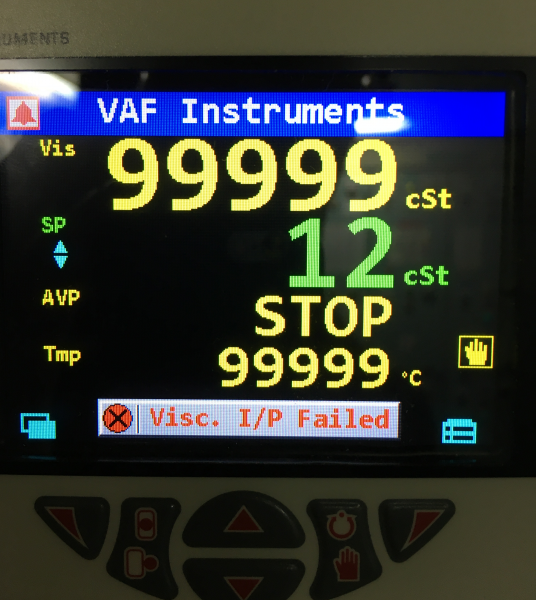 VAF Instruments
Vis 99999 cSt
SP 12 cSt
AVP STOP
Tmp 99999 °C
Visc. I/P Failed